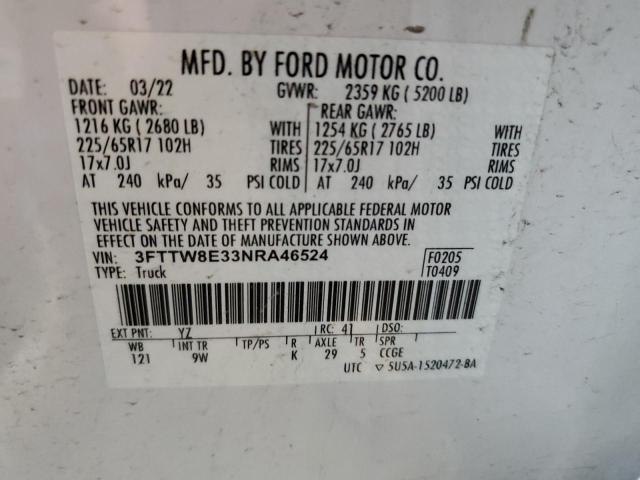 MFD. BY FORD MOTOR CO.
DATE: 03/22 GVWR: 2359 KG (5200 LB)
FRONT GAWR: REAR GAWR:
1216 KG (2680 LB) WITH 1254 KG (2765 LB) WITH
225/65R17 102H TIRES 225/65R17 102H TIRES
17x7.0J RIMS 17x7.0J RIMS
AT 240 kPa/ 35 PSI COLD AT 240 kPa/ 35 PSI COLD
THIS VEHICLE CONFORMS TO ALL APPLICABLE FEDERAL MOTOR
VEHICLE SAFETY AND THEFT PREVENTION STANDARDS IN
EFFECT ON THE DATE OF MANUFACTURE SHOWN ABOVE.
VIN: 3FTTW8E33NRA46524 F0205
TYPE: Truck T0409
EXT PNT: YZ RC: 41 DSO:
WB INT TR TP/PS R AXLE TR SPR
121 9W K 29 5 CCGE
UTC ▽ 5U5A-1520472-BA